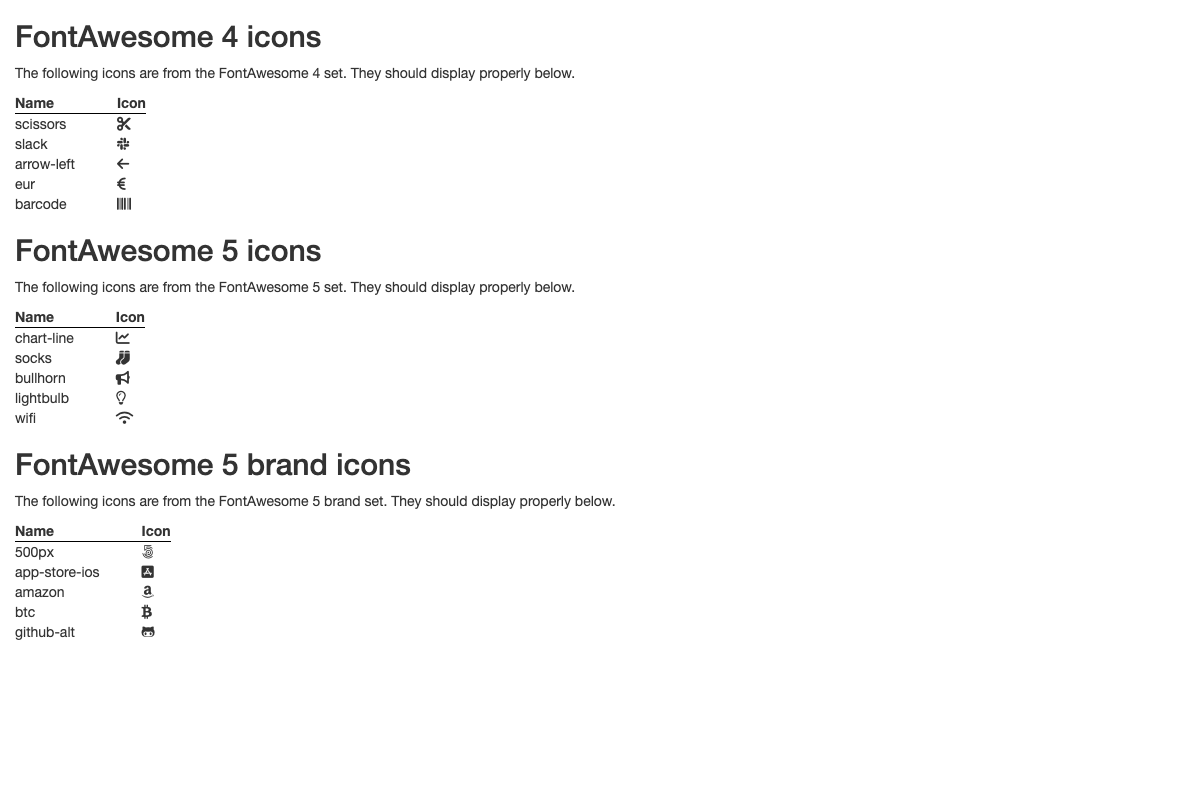 FontAwesome 4 icons
The following icons are from the FontAwesome 4 set. They should display properly below.
Name Icon
scissors
slack
arrow-left
eur €
barcode
FontAwesome 5 icons
The following icons are from the FontAwesome 5 set. They should display properly below.
Name Icon
chart-line
socks
bullhorn
lightbulb
wifi
FontAwesome 5 brand icons
The following icons are from the FontAwesome 5 brand set. They should display properly below.
Name Icon
500px
app-store-ios
amazon
btc
github-alt